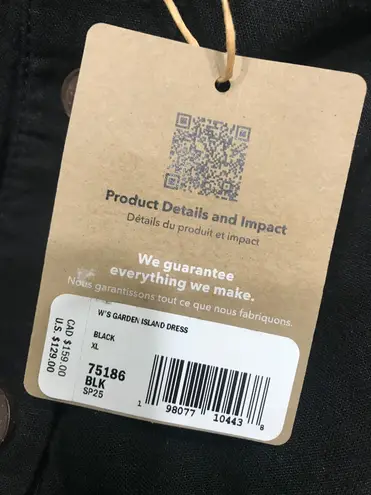 Product Details and Impact
Détails du produit et impact
We guarantee
everything we make.
Nous garantissons tout ce que nous fabriquons.
CAD $159.00
U.S. $129.00
W'S GARDEN ISLAND DRESS
BLACK
XL
75186
BLK
SP25
1 98077 10443 8